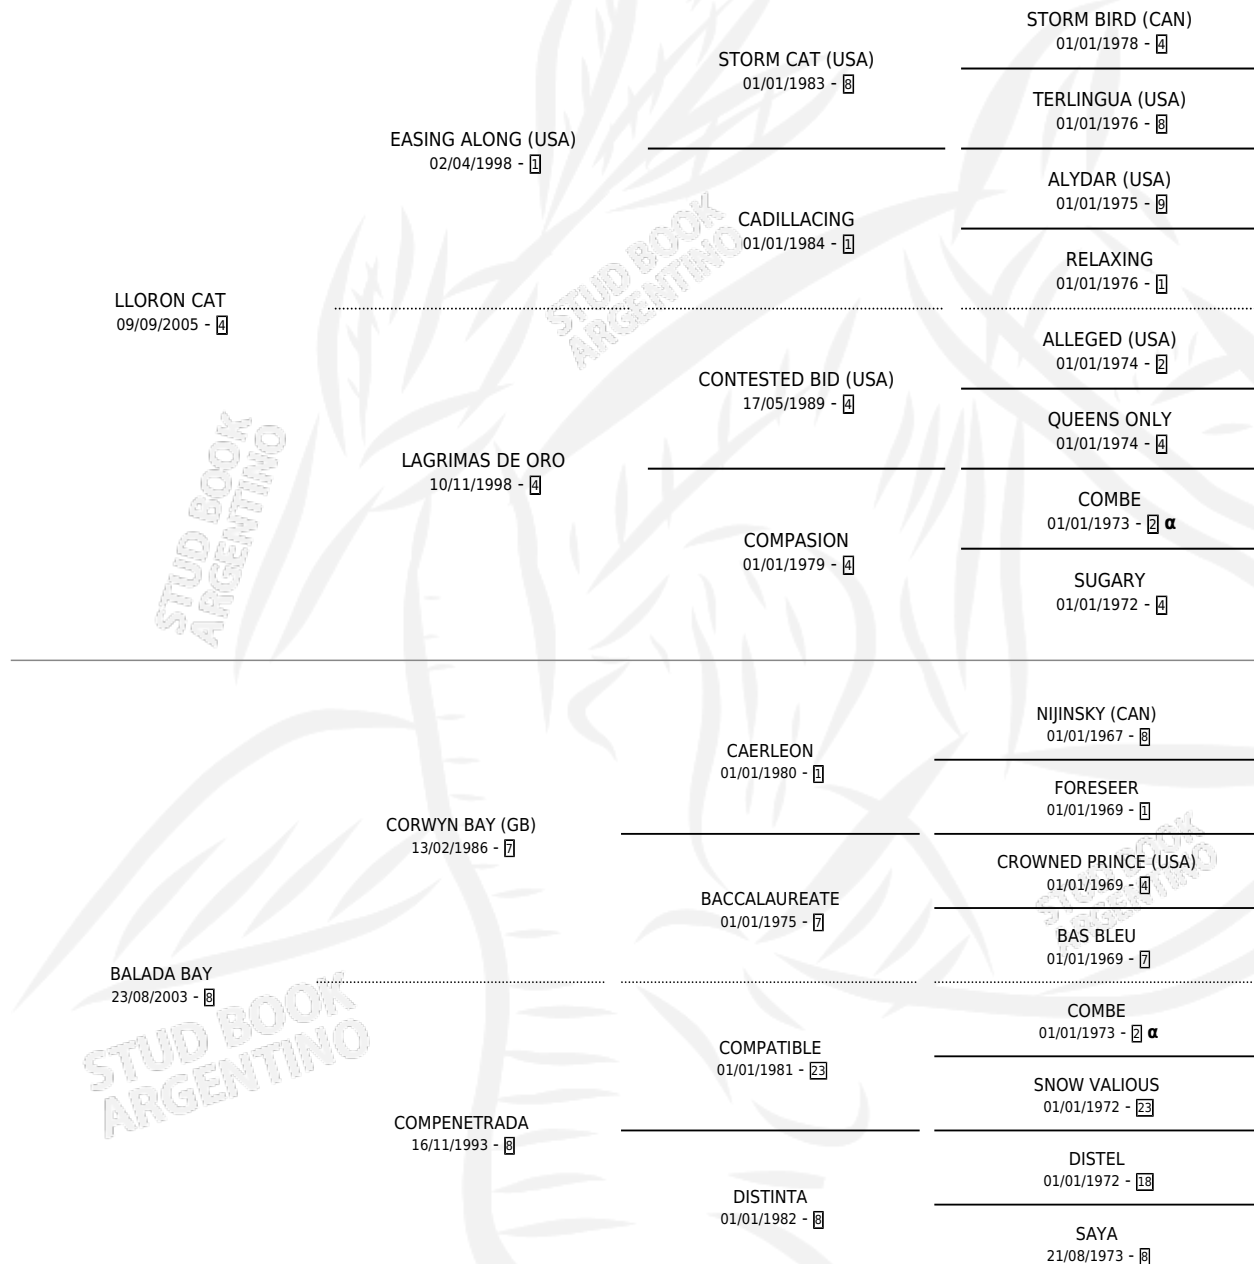 STORM BIRD (CAN)
01/01/1978 - 4
STORM CAT (USA)
01/01/1983 - 8
TERLINGUA (USA)
01/01/1976 - 8
EASING ALONG (USA)
02/04/1998 - 1
ALYDAR (USA)
01/01/1975 - 9
CADILLACING
01/01/1984 - 1
RELAXING
01/01/1976 - 1
LLORON CAT
09/09/2005 - 4
ALLEGED (USA)
01/01/1974 - 2
CONTESTED BID (USA)
17/05/1989 - 4
QUEENS ONLY
01/01/1974 - 4
LAGRIMAS DE ORO
10/11/1998 - 4
COMBE
01/01/1973 - 2 α
COMPASION
01/01/1979 - 4
SUGARY
01/01/1972 - 4
NIJINSKY (CAN)
01/01/1967 - 8
CAERLEON
01/01/1980 - 1
FORESEER
01/01/1969 - 1
CORWYN BAY (GB)
13/02/1986 - 7
CROWNED PRINCE (USA)
01/01/1969 - 4
BACCALAUREATE
01/01/1975 - 7
BAS BLEU
01/01/1969 - 7
BALADA BAY
23/08/2003 - 8
COMBE
01/01/1973 - 2 α
COMPATIBLE
01/01/1981 - 23
SNOW VALIOUS
01/01/1972 - 23
COMPENETRADA
16/11/1993 - 8
DISTEL
01/01/1972 - 18
DISTINTA
01/01/1982 - 8
SAYA
21/08/1973 - 8
STUD BOOK
ARGENTINO
STUD BOOK
ARGENTINO
STUD BOOK
ARGENTINO
STUD BOOK
ARGENTINO